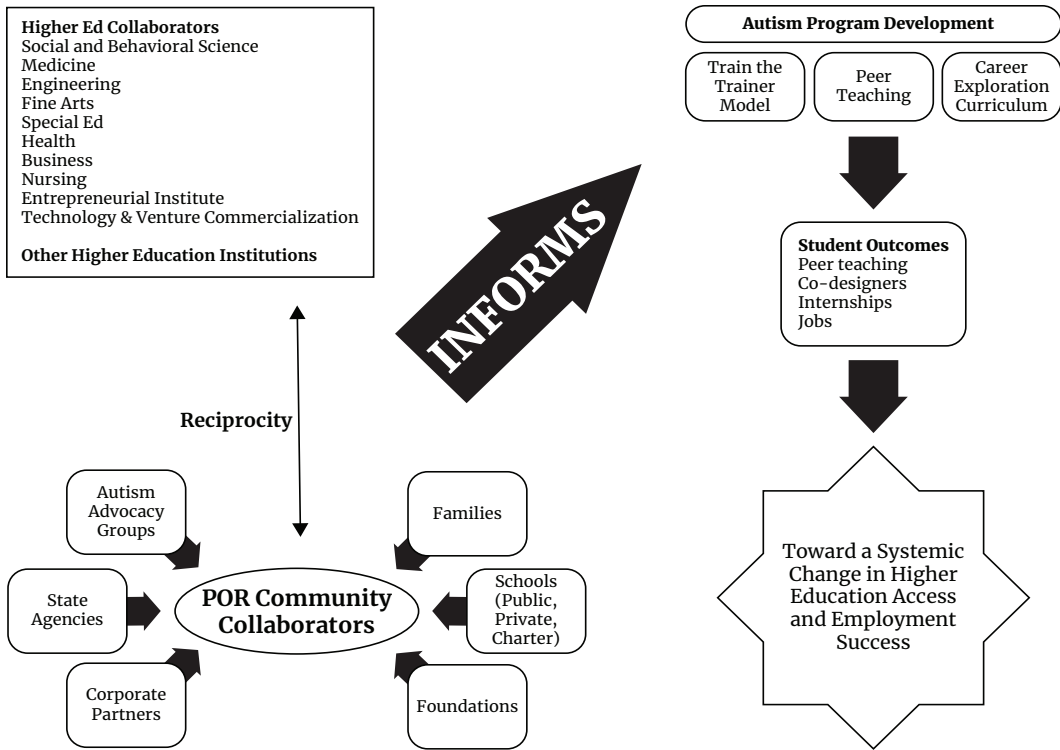 Higher Ed Collaborators
Social and Behavioral Science
Medicine
Engineering
Fine Arts
Special Ed
Health
Business
Nursing
Entrepreneurial Institute
Technology & Venture Commercialization
Other Higher Education Institutions
Reciprocity
Autism
Advocacy
Groups
State
Agencies
Corporate
Partners
POR Community
Collaborators
Families
Schools
(Public,
Private,
Charter)
Foundations
INFORMS
Autism Program Development
Train the
Trainer
Model
Peer
Teaching
Career
Exploration
Curriculum
Student Outcomes
Peer teaching
Co-designers
Internships
Jobs
Toward a Systemic
Change in Higher
Education Access
and Employment
Success